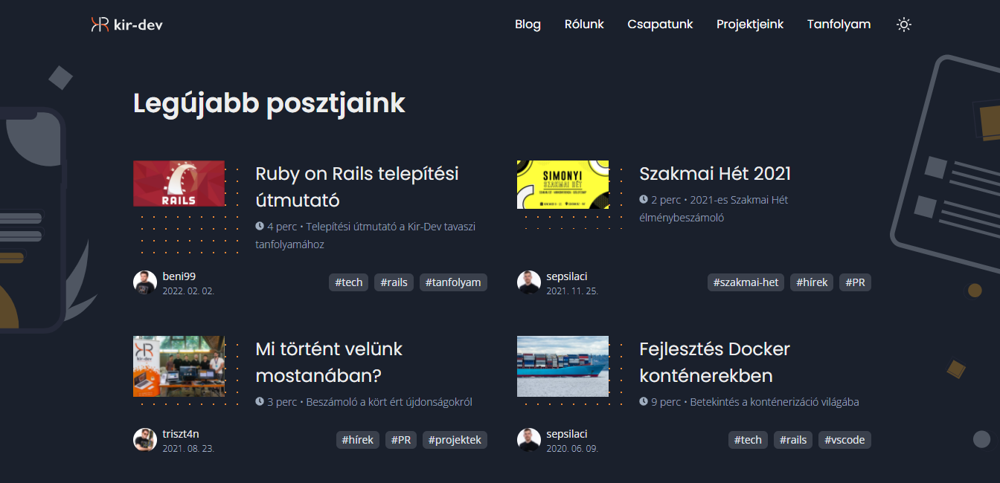 kir-dev
Blog Rólunk Csapatunk Projektjeink Tanfolyam
Legújabb posztjaink
RAILS
Ruby on Rails telepítési
útmutató
4 perc • Telepítési útmutató a Kir-Dev tavaszi
tanfolyamához
beni99
2022. 02. 02.
#tech #rails #tanfolyam
SIMONYI
SZAKMAI HÉT
Szakmai Hét 2021
2 perc • 2021-es Szakmai Hét
élménybeszámoló
sepsilaci
2021. 11. 25.
#szakmai-het #hírek #PR
kir-dev
Mi történt velünk
mostanában?
3 perc • Beszámoló a kört ért újdonságokról
triszt4n
2021. 08. 23.
#hírek #PR #projektek
Fejlesztés Docker
konténerekben
9 perc • Betekintés a konténerizáció világába
sepsilaci
2020. 06. 09.
#tech #rails #vscode